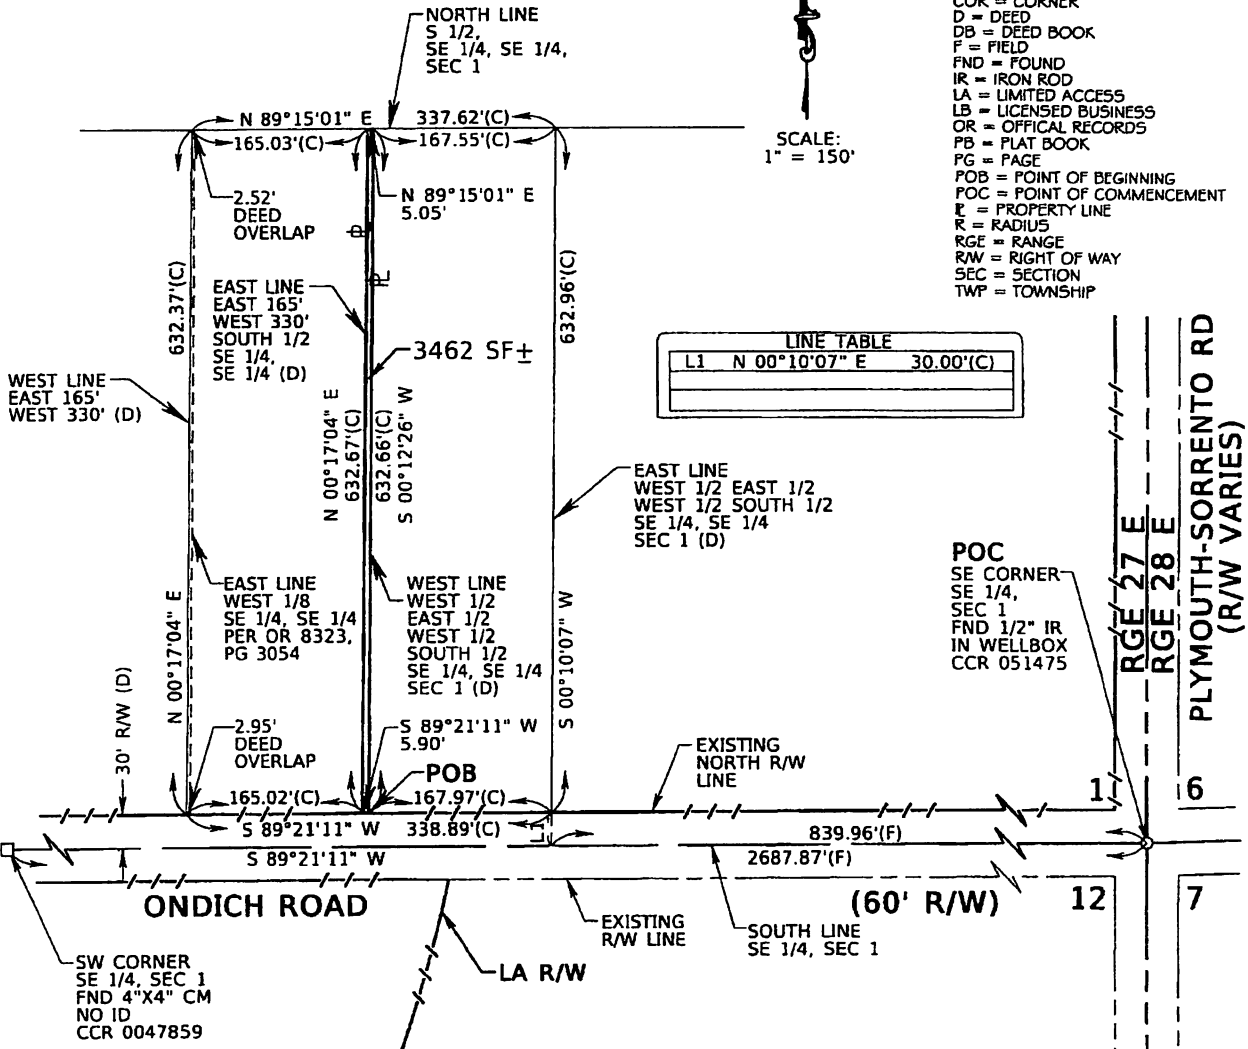 NORTH LINE
S 1/2,
SE 1/4, SE 1/4,
SEC 1
N 89°15'01" E 337.62'(C)
165.03'(C) 167.55'(C)
SCALE:
1" = 150'
COR = CORNER
D = DEED
DB = DEED BOOK
F = FIELD
FND = FOUND
IR = IRON ROD
LA = LIMITED ACCESS
LB = LICENSED BUSINESS
OR = OFFICAL RECORDS
PB = PLAT BOOK
PG = PAGE
POB = POINT OF BEGINNING
POC = POINT OF COMMENCEMENT
PL = PROPERTY LINE
R = RADIUS
RGE = RANGE
R/W = RIGHT OF WAY
SEC = SECTION
TWP = TOWNSHIP
2.52'
DEED
OVERLAP
N 89°15'01" E
5.05'
PL
632.37'(C)
EAST LINE
EAST 165'
WEST 330'
SOUTH 1/2
SE 1/4,
SE 1/4 (D)
632.96'(C)
3462 SF±
LINE TABLE
L1 N 00°10'07" E 30.00'(C)
WEST LINE
EAST 165'
WEST 330' (D)
N 00°17'04" E
632.67'(C)
632.66'(C)
S 00°12'26" W
EAST LINE
WEST 1/2 EAST 1/2
WEST 1/2 SOUTH 1/2
SE 1/4, SE 1/4
SEC 1 (D)
RGE 27 E
RGE 28 E
PLYMOUTH-SORRENTO RD
(R/W VARIES)
POC
SE CORNER
SE 1/4,
SEC 1
FND 1/2" IR
IN WELLBOX
CCR 051475
EAST LINE
WEST 1/8
SE 1/4, SE 1/4
PER OR 8323,
PG 3054
WEST LINE
WEST 1/2
EAST 1/2
WEST 1/2
SOUTH 1/2
SE 1/4, SE 1/4
SEC 1 (D)
N 00°17'04" E
S 00°10'07" W
30' R/W (D)
2.95'
DEED
OVERLAP
S 89°21'11" W
5.90'
POB
EXISTING
NORTH R/W
LINE
165.02'(C) 167.97'(C)
1 6
S 89°21'11" W 338.89'(C)
L1
839.96'(F)
S 89°21'11" W
2687.87'(F)
ONDICH ROAD
(60' R/W)
12 7
EXISTING
R/W LINE
SOUTH LINE
SE 1/4, SEC 1
LA R/W
SW CORNER
SE 1/4, SEC 1
FND 4"X4" CM
NO ID
CCR 0047859